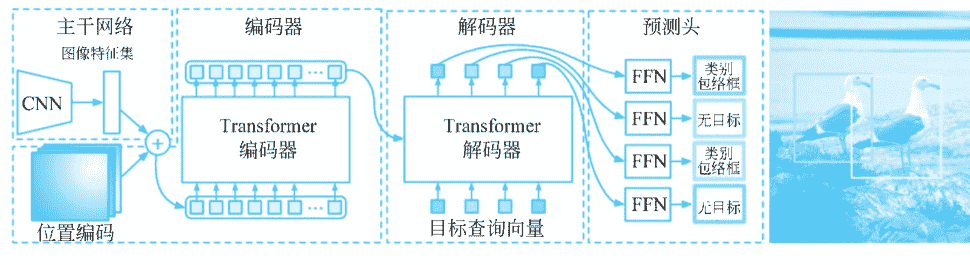 主干网络
图像特征集
CNN
位置编码
编码器
Transformer
编码器
解码器
Transformer
解码器
目标查询向量
预测头
FFN
类别
包络框
FFN
无目标
FFN
类别
包络框
FFN
无目标